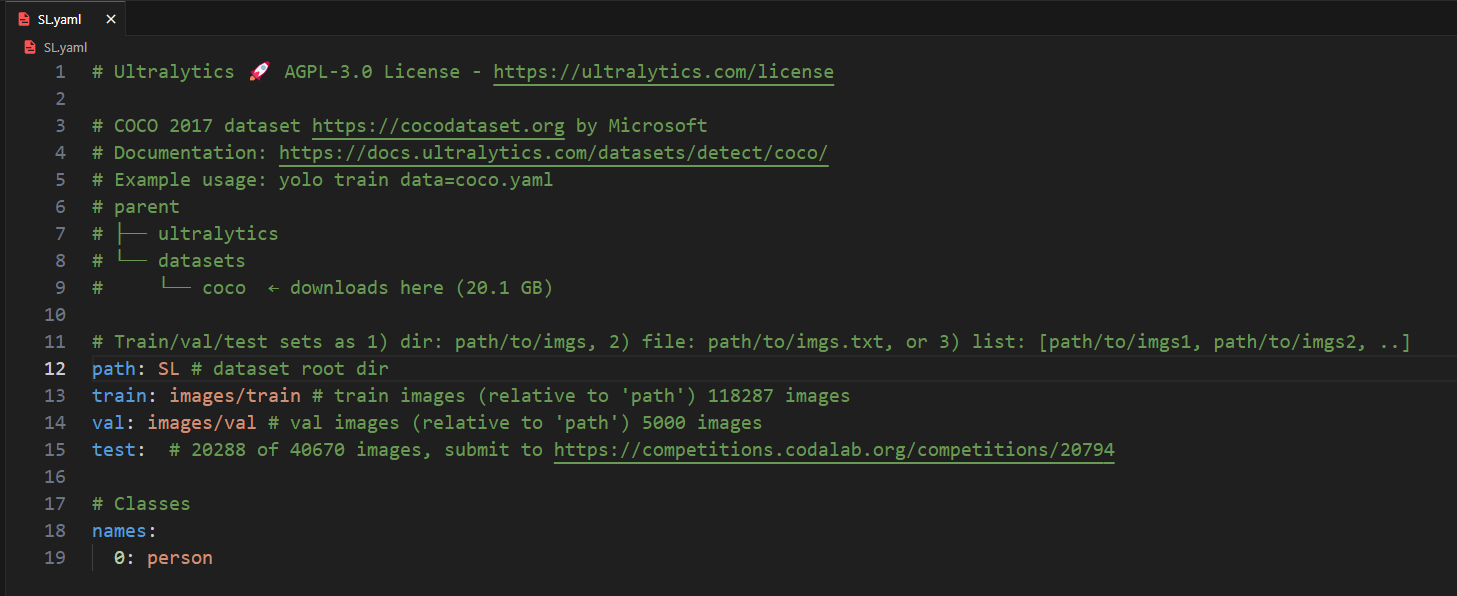 SL.yaml
SL.yaml
1 # Ultralytics 🚀 AGPL-3.0 License - https://ultralytics.com/license
2
3 # COCO 2017 dataset https://cocodataset.org by Microsoft
4 # Documentation: https://docs.ultralytics.com/datasets/detect/coco/
5 # Example usage: yolo train data=coco.yaml
6 # parent
7 # ├── ultralytics
8 # └── datasets
9 #     └── coco  ← downloads here (20.1 GB)
10
11 # Train/val/test sets as 1) dir: path/to/imgs, 2) file: path/to/imgs.txt, or 3) list: [path/to/imgs1, path/to/imgs2, ..]
12 path: SL # dataset root dir
13 train: images/train # train images (relative to 'path') 118287 images
14 val: images/val # val images (relative to 'path') 5000 images
15 test:  # 20288 of 40670 images, submit to https://competitions.codalab.org/competitions/20794
16
17 # Classes
18 names:
19   0: person